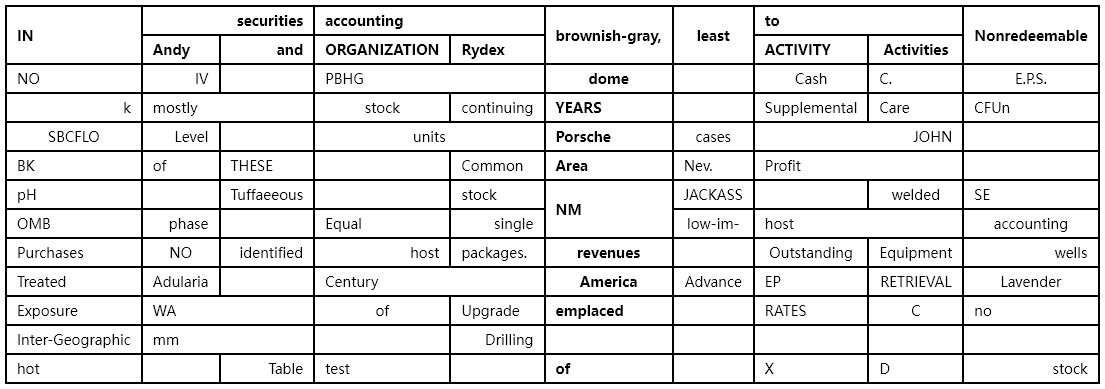 IN securities accounting brownish-gray, least to Nonredeemable
Andy and ORGANIZATION Rydex ACTIVITY Activities
NO IV PBHG dome Cash C. E.P.S.
k mostly stock continuing YEARS Supplemental Care CFUn
SBCFLO Level units Porsche cases JOHN
BK of THESE Common Area Nev. Profit
pH Tuffaeeous stock NM JACKASS welded SE
OMB phase Equal single low-im- host accounting
Purchases NO identified host packages. revenues Outstanding Equipment wells
Treated Adularia Century America Advance EP RETRIEVAL Lavender
Exposure WA of Upgrade emplaced RATES C no
Inter-Geographic mm Drilling
hot Table test of X D stock